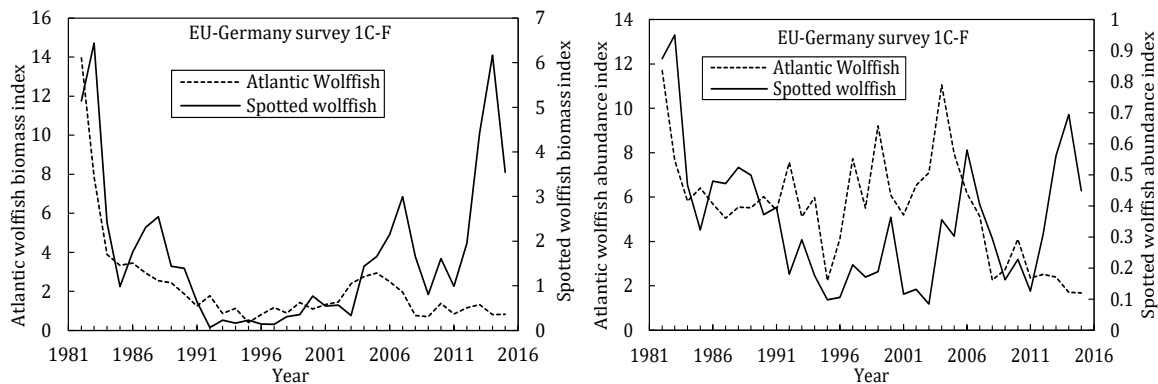 EU-Germany survey 1C-F
Atlantic Wolffish
Spotted wolffish
Atlantic wolffish biomass index
16
14
12
10
8
6
4
2
0
Spotted wolffish biomass index
7
6
5
4
3
2
1
0
1981 1986 1991 1996 2001 2006 2011 2016
Year
EU-Germany survey 1C-F
Atlantic Wolffish
Spotted wolffish
Atlantic wolffish abundance index
14
12
10
8
6
4
2
0
Spotted wolffish abundance index
1
0.9
0.8
0.7
0.6
0.5
0.4
0.3
0.2
0.1
0
1981 1986 1991 1996 2001 2006 2011 2016
Year